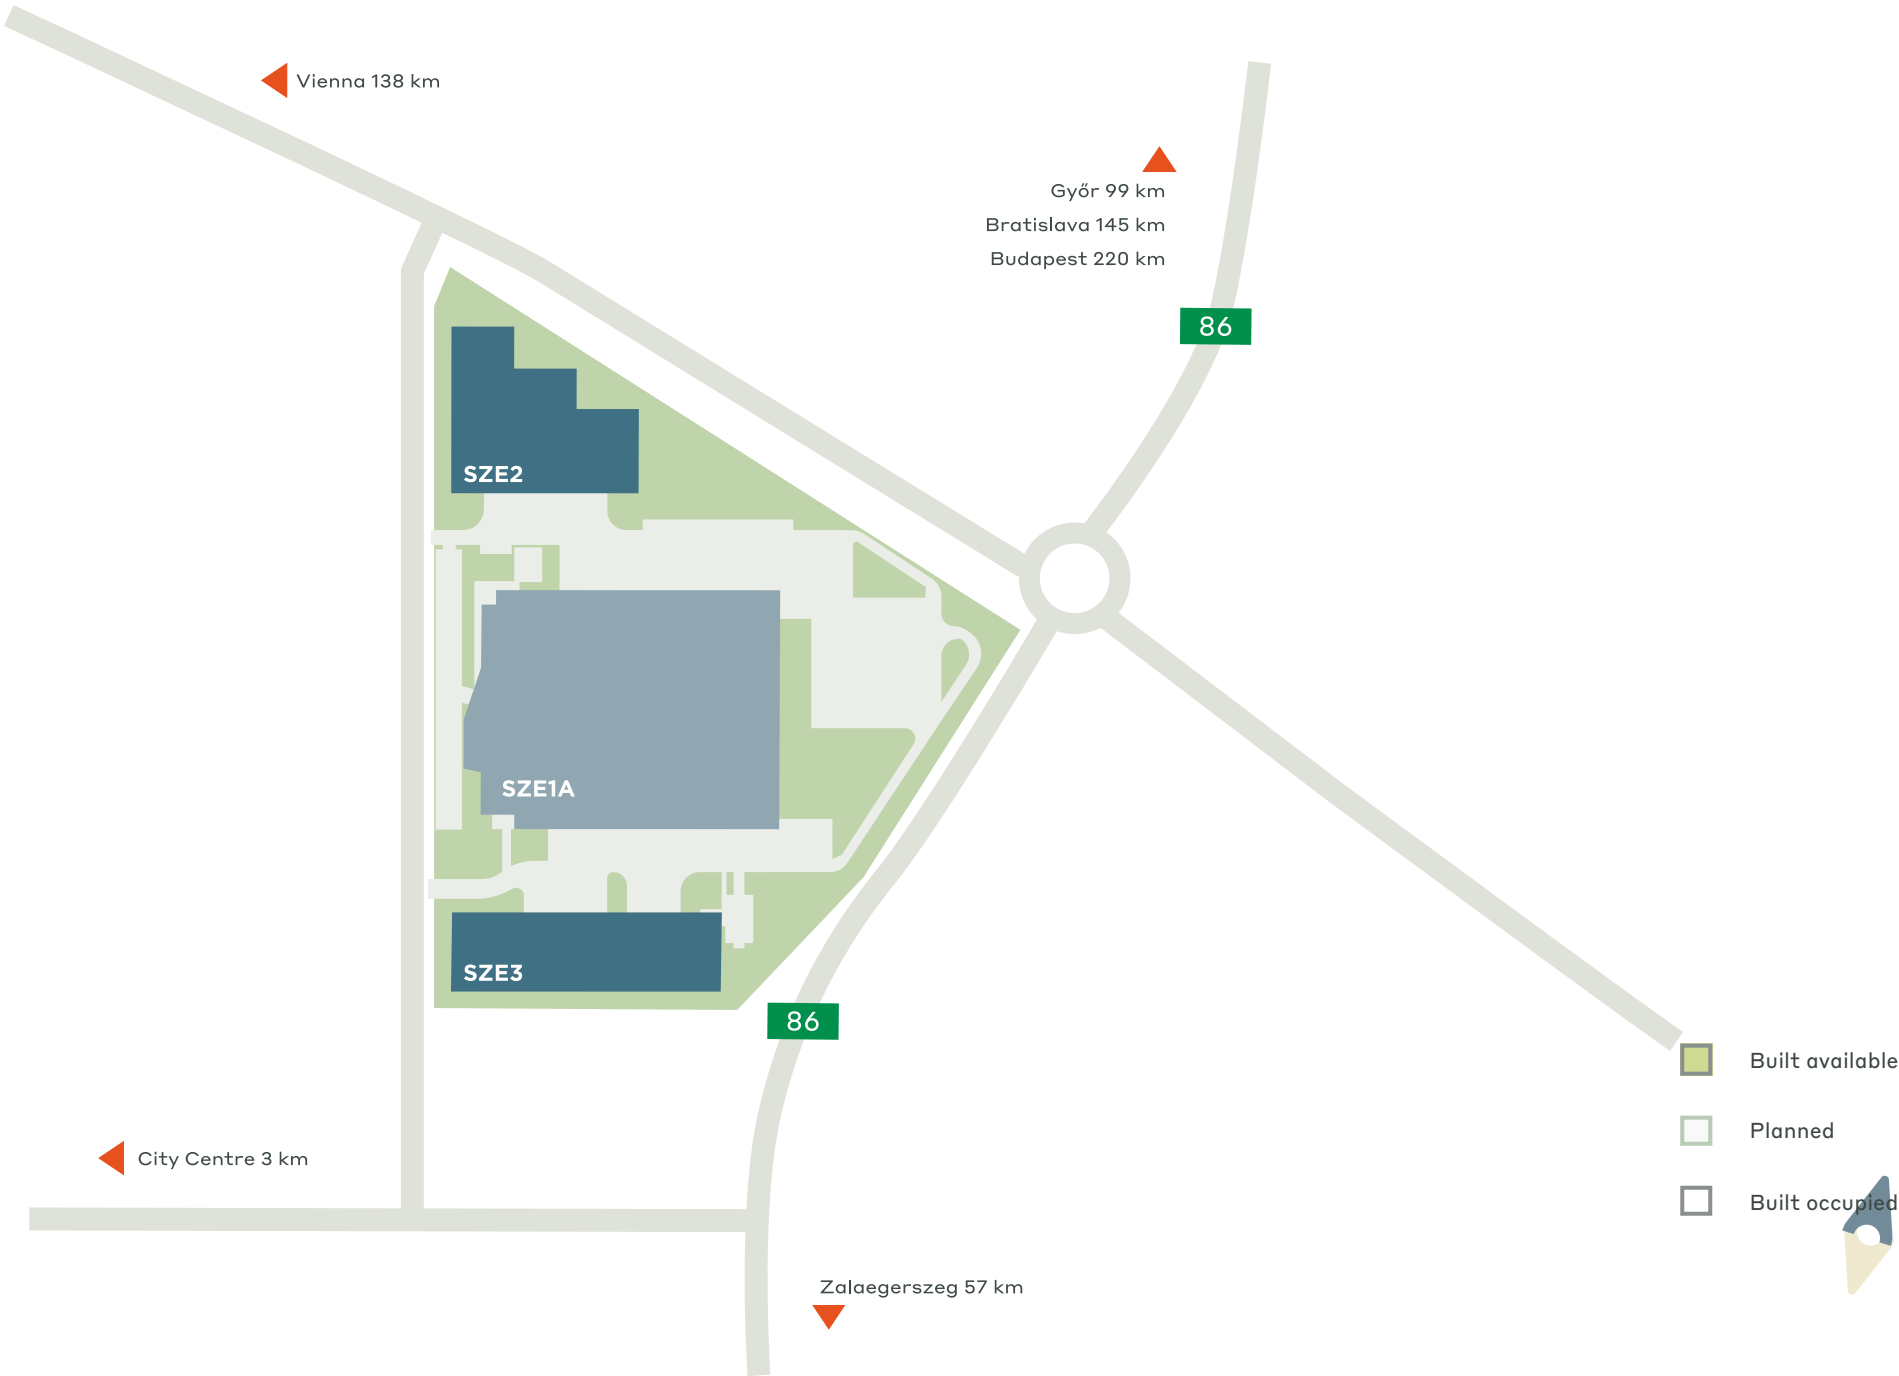 Vienna 138 km
Győr 99 km
Bratislava 145 km
Budapest 220 km
86
SZE2
SZE1A
SZE3
86
Built available
Planned
City Centre 3 km
Built occupied
Zalaegerszeg 57 km